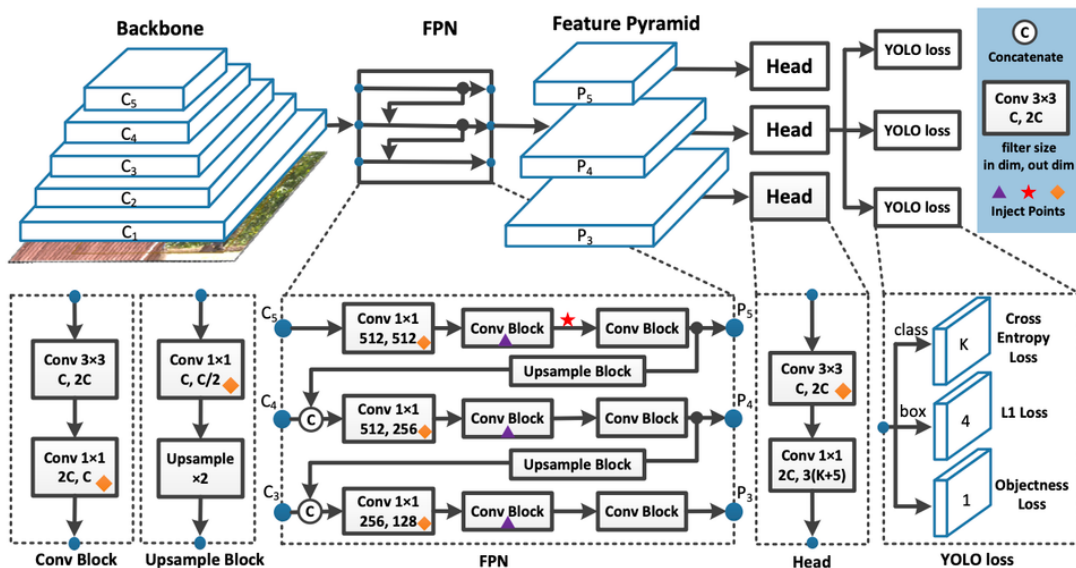 Backbone
FPN
Feature Pyramid
C5
C4
C3
C2
C1
P5
P4
P3
Head
Head
Head
YOLO loss
YOLO loss
YOLO loss
C
Concatenate
Conv 3×3
C, 2C
filter size
in dim, out dim
Inject Points
Conv 3×3
C, 2C
Conv 1×1
2C, C
Conv Block
Conv 1×1
C, C/2
Upsample
×2
Upsample Block
C5
Conv 1×1
512, 512
Conv Block
Conv Block
P5
Upsample Block
C4
C
Conv 1×1
512, 256
Conv Block
Conv Block
P4
Upsample Block
C3
C
Conv 1×1
256, 128
Conv Block
Conv Block
P3
FPN
Conv 3×3
C, 2C
Conv 1×1
2C, 3(K+5)
Head
class
K
Cross
Entropy
Loss
box
4
L1 Loss
1
Objectness
Loss
YOLO loss